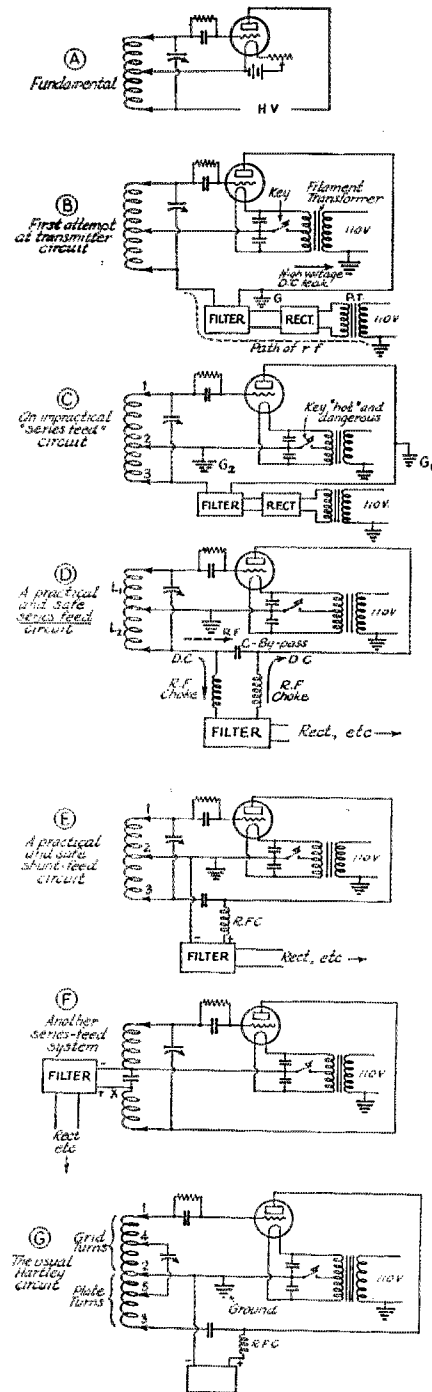 A
Fundamental
HV
B
First attempt
at transmitter
circuit
Key
Filament
Transformer
110V
High voltage
D.C leak
G
P.T.
FILTER
RECT.
110V
Path of r f
C
An impractical
"series feed"
circuit
1
2
3
Key "hot" and
dangerous
G2
G1
FILTER
RECT
110V
D
A practical
and safe
series feed
circuit
L1
L2
R.F
C-By-pass
110V
D.C
D C
R.F
Choke
R.F
Choke
FILTER
Rect., etc
E
A practical
and safe
shunt-feed
circuit
1
2
3
110V
RFC
- +
FILTER
Rect, etc
F
Another
series-feed
system
FILTER
-
+ X
110V
Rect
etc
G
The usual
Hartley
circuit
Grid
Turns
Plate
Turns
1
4
2
5
3
110V
Ground
RFC
- +